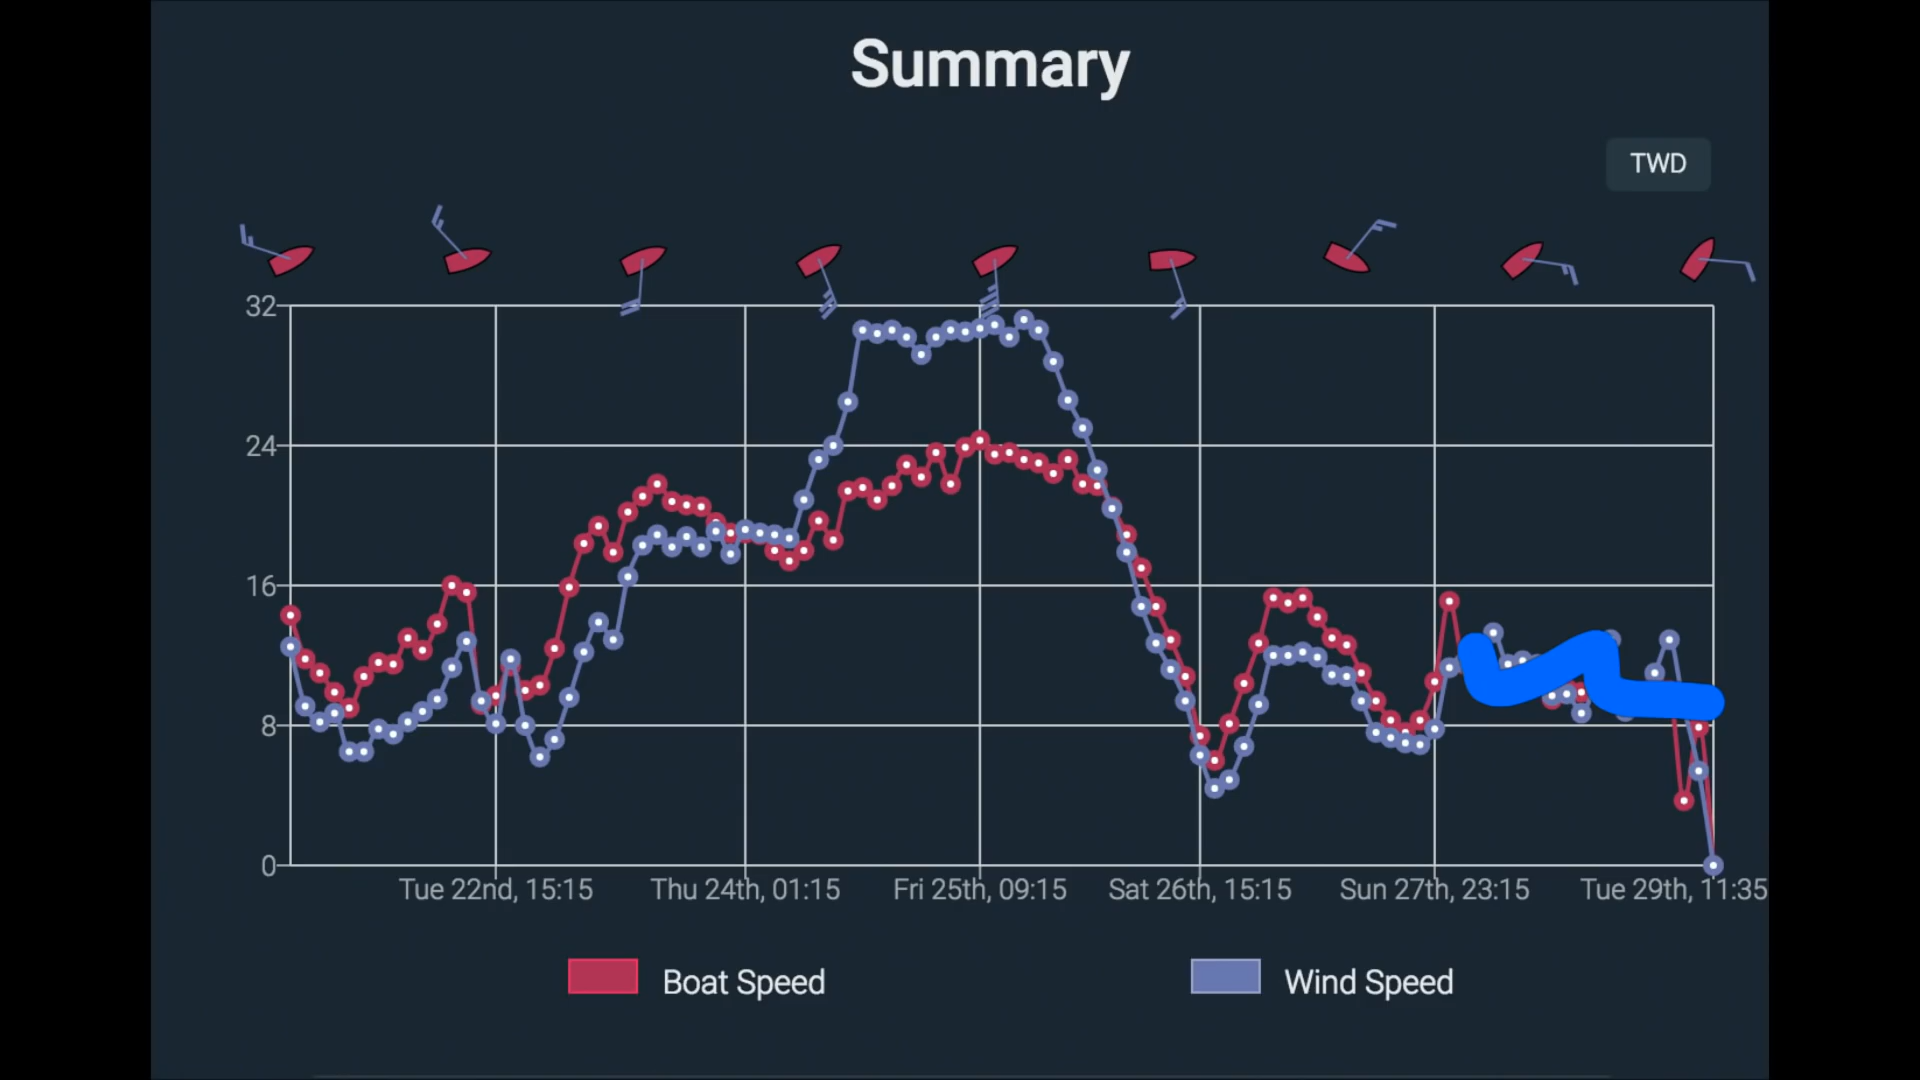 Summary
TWD
32
24
16
8
0
Tue 22nd, 15:15 Thu 24th, 01:15 Fri 25th, 09:15 Sat 26th, 15:15 Sun 27th, 23:15 Tue 29th, 11:35
Boat Speed Wind Speed